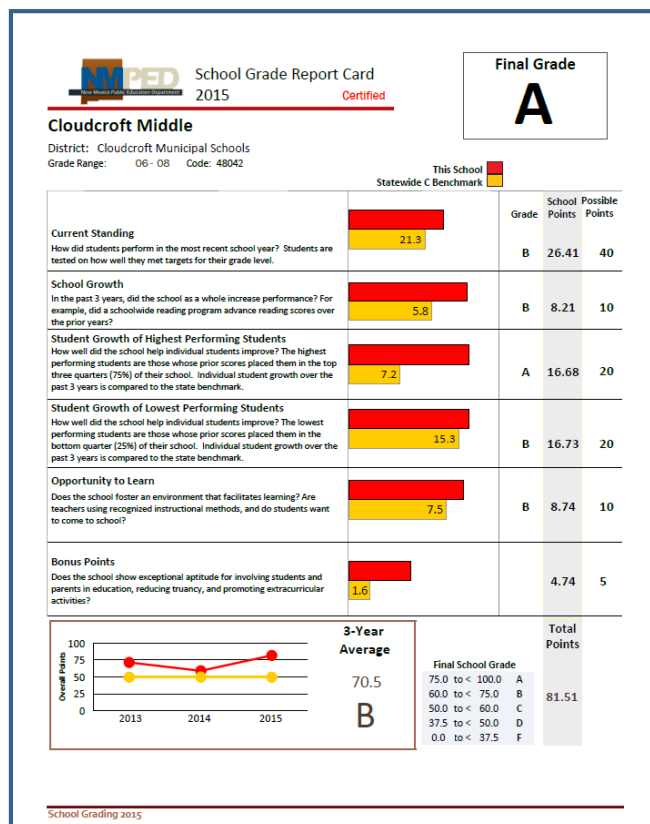 NMPED
New Mexico Public Education Department
School Grade Report Card
2015
Certified
Final Grade
A
Cloudcroft Middle
District: Cloudcroft Municipal Schools
Grade Range: 06 - 08 Code: 48042
This School
Statewide C Benchmark
Grade
School Points
Possible Points
Current Standing
How did students perform in the most recent school year? Students are
tested on how well they met targets for their grade level.
21.3
B 26.41 40
School Growth
In the past 3 years, did the school as a whole increase performance? For
example, did a schoolwide reading program advance reading scores over
the prior years?
5.8
B 8.21 10
Student Growth of Highest Performing Students
How well did the school help individual students improve? The highest
performing students are those whose prior scores placed them in the top
three quarters (75%) of their school. Individual student growth over the
past 3 years is compared to the state benchmark.
7.2
A 16.68 20
Student Growth of Lowest Performing Students
How well did the school help individual students improve? The lowest
performing students are those whose prior scores placed them in the
bottom quarter (25%) of their school. Individual student growth over the
past 3 years is compared to the state benchmark.
15.3
B 16.73 20
Opportunity to Learn
Does the school foster an environment that facilitates learning? Are
teachers using recognized instructional methods, and do students want
to come to school?
7.5
B 8.74 10
Bonus Points
Does the school show exceptional aptitude for involving students and
parents in education, reducing truancy, and promoting extracurricular
activities?
1.6
4.74 5
Overall Points
100
75
50
25
0
2013 2014 2015
3-Year
Average
70.5
B
Final School Grade
75.0 to < 100.0 A
60.0 to < 75.0 B
50.0 to < 60.0 C
37.5 to < 50.0 D
0.0 to < 37.5 F
Total
Points
81.51
School Grading 2015